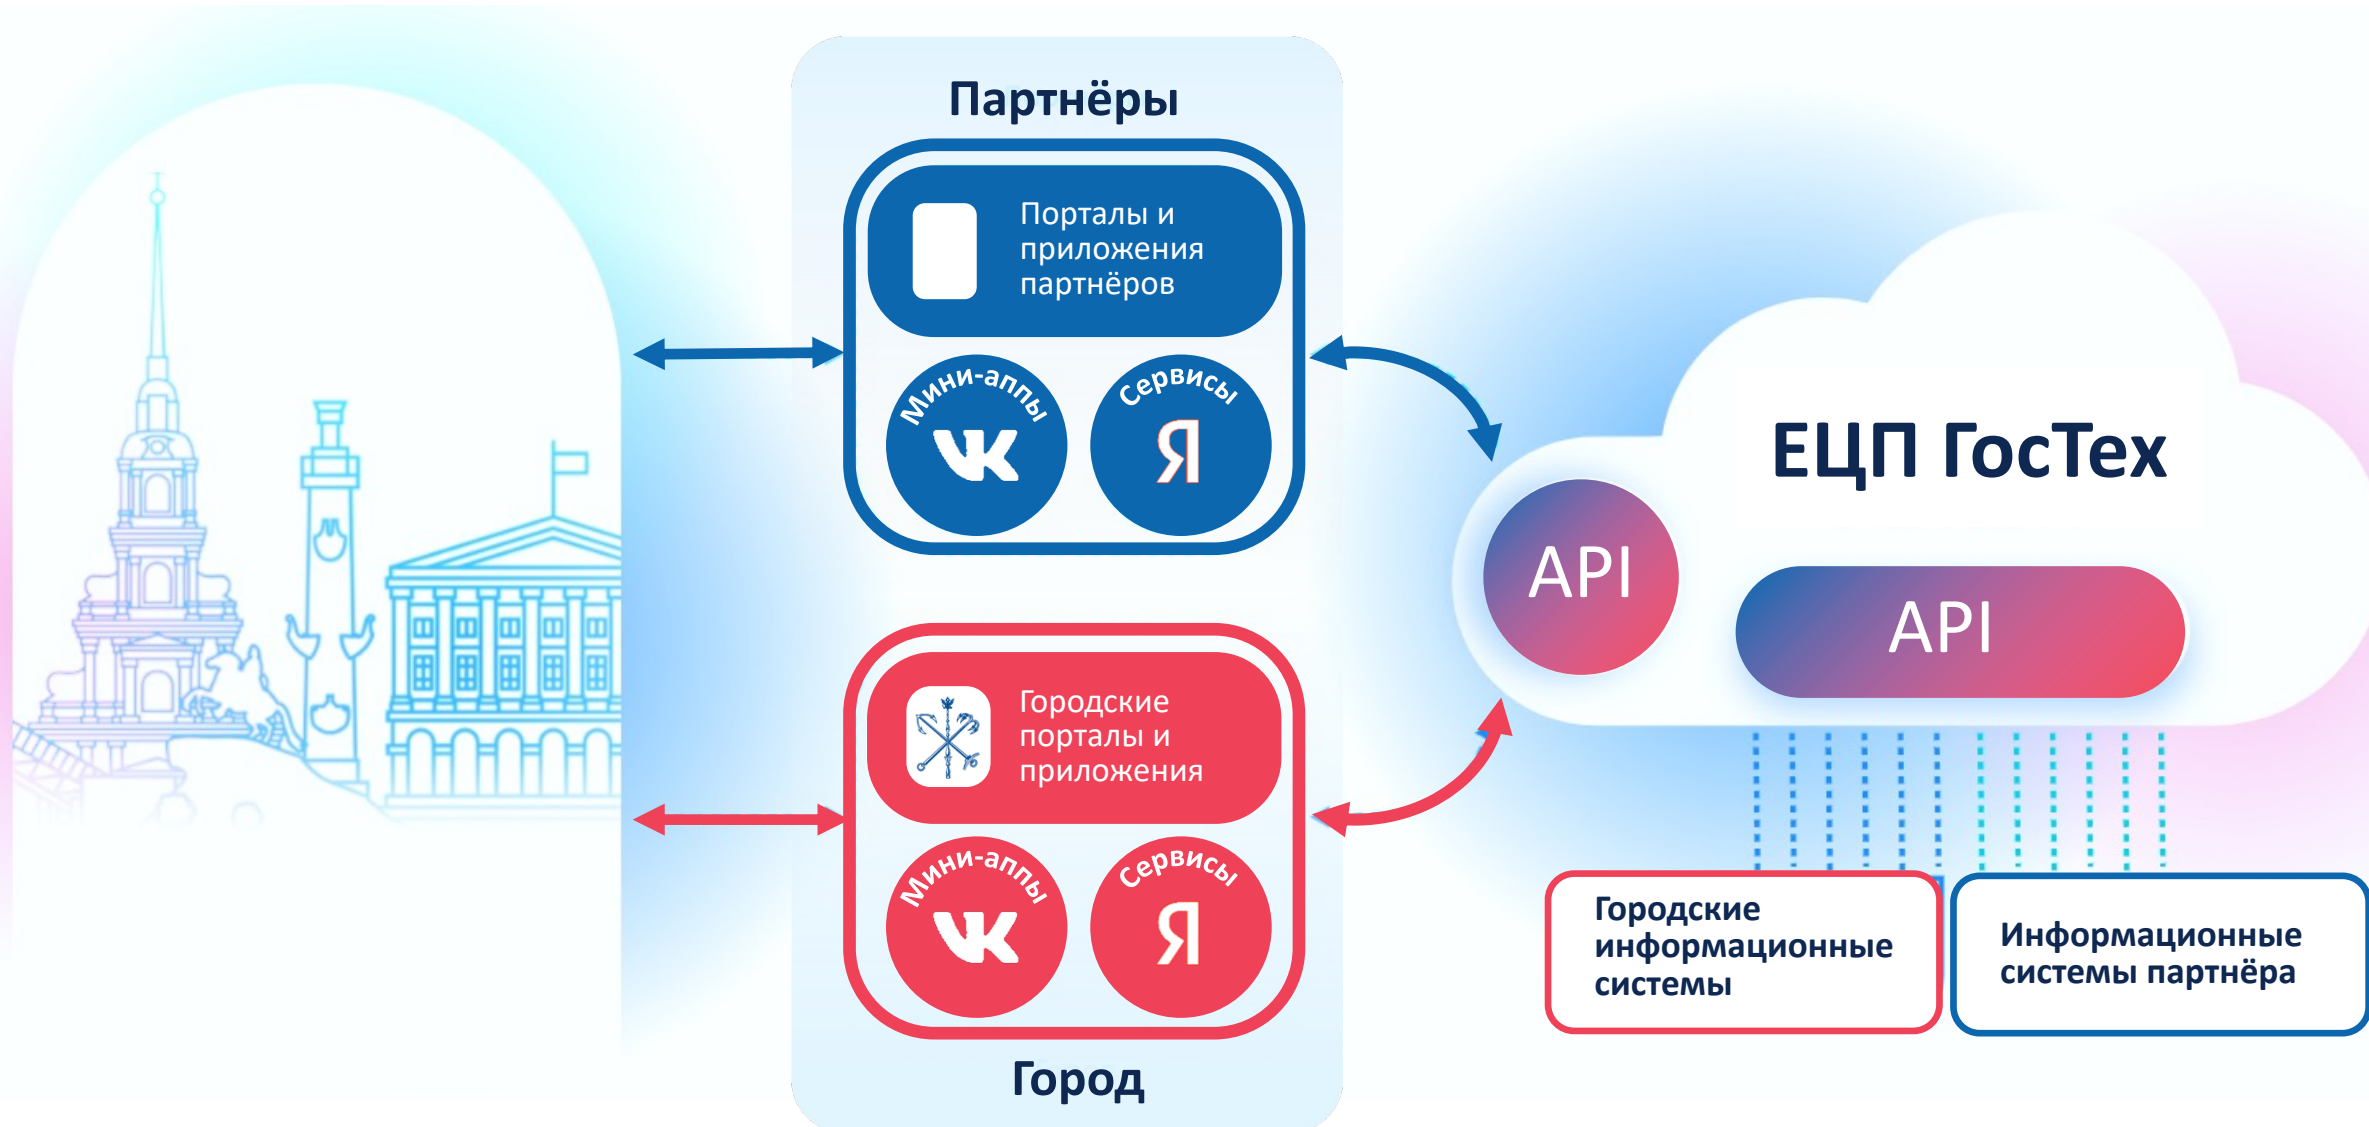 Партнёры
Порталы и
приложения
партнёров
Мини-аппы
Сервисы
Я
ЕЦП ГосТех
API
API
Городские
порталы и
приложения
Мини-аппы
Сервисы
Я
Город
Городские
информационные
системы
Информационные
системы партнёра